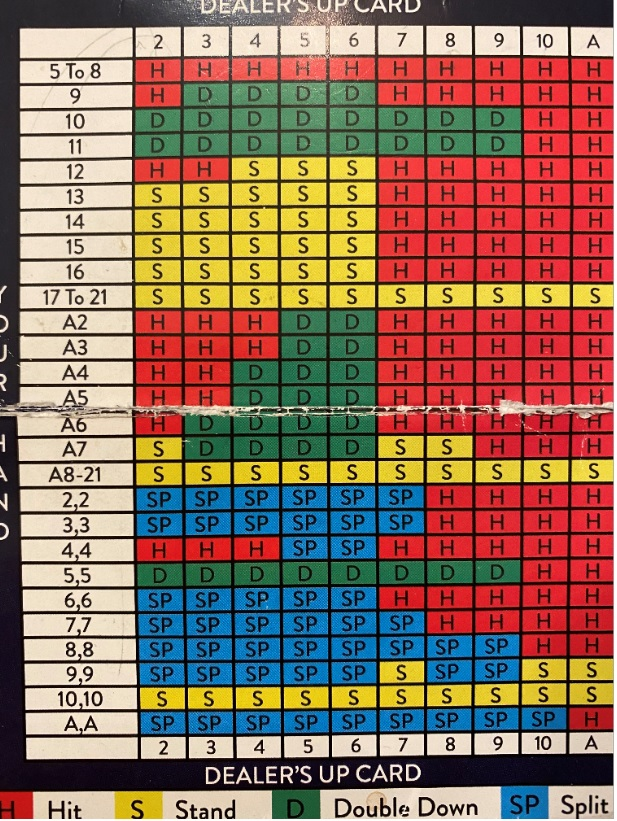 DEALER'S UP CARD
2 3 4 5 6 7 8 9 10 A
5 To 8 H H H H H H H H H H
9 H D D D D H H H H H
10 D D D D D D D D H H
11 D D D D D D D D H H
12 H H S S S H H H H H
13 S S S S S H H H H H
14 S S S S S H H H H H
15 S S S S S H H H H H
16 S S S S S H H H H H
17 To 21 S S S S S S S S S S
A2 H H H D D H H H H H
A3 H H H D D H H H H H
A4 H H D D D H H H H H
A5 H H D D D H H H H H
A6 H D D D D H H H H H
A7 S D D D D S S H H H
A8-21 S S S S S S S S S S
2,2 SP SP SP SP SP SP H H H H
3,3 SP SP SP SP SP SP H H H H
4,4 H H H SP SP H H H H H
5,5 D D D D D D D D H H
6,6 SP SP SP SP SP H H H H H
7,7 SP SP SP SP SP SP H H H H
8,8 SP SP SP SP SP SP SP SP H H
9,9 SP SP SP SP SP S SP SP S S
10,10 S S S S S S S S S S
A,A SP SP SP SP SP SP SP SP SP H
2 3 4 5 6 7 8 9 10 A
DEALER'S UP CARD
H Hit S Stand D Double Down SP Split
YOUR HAND